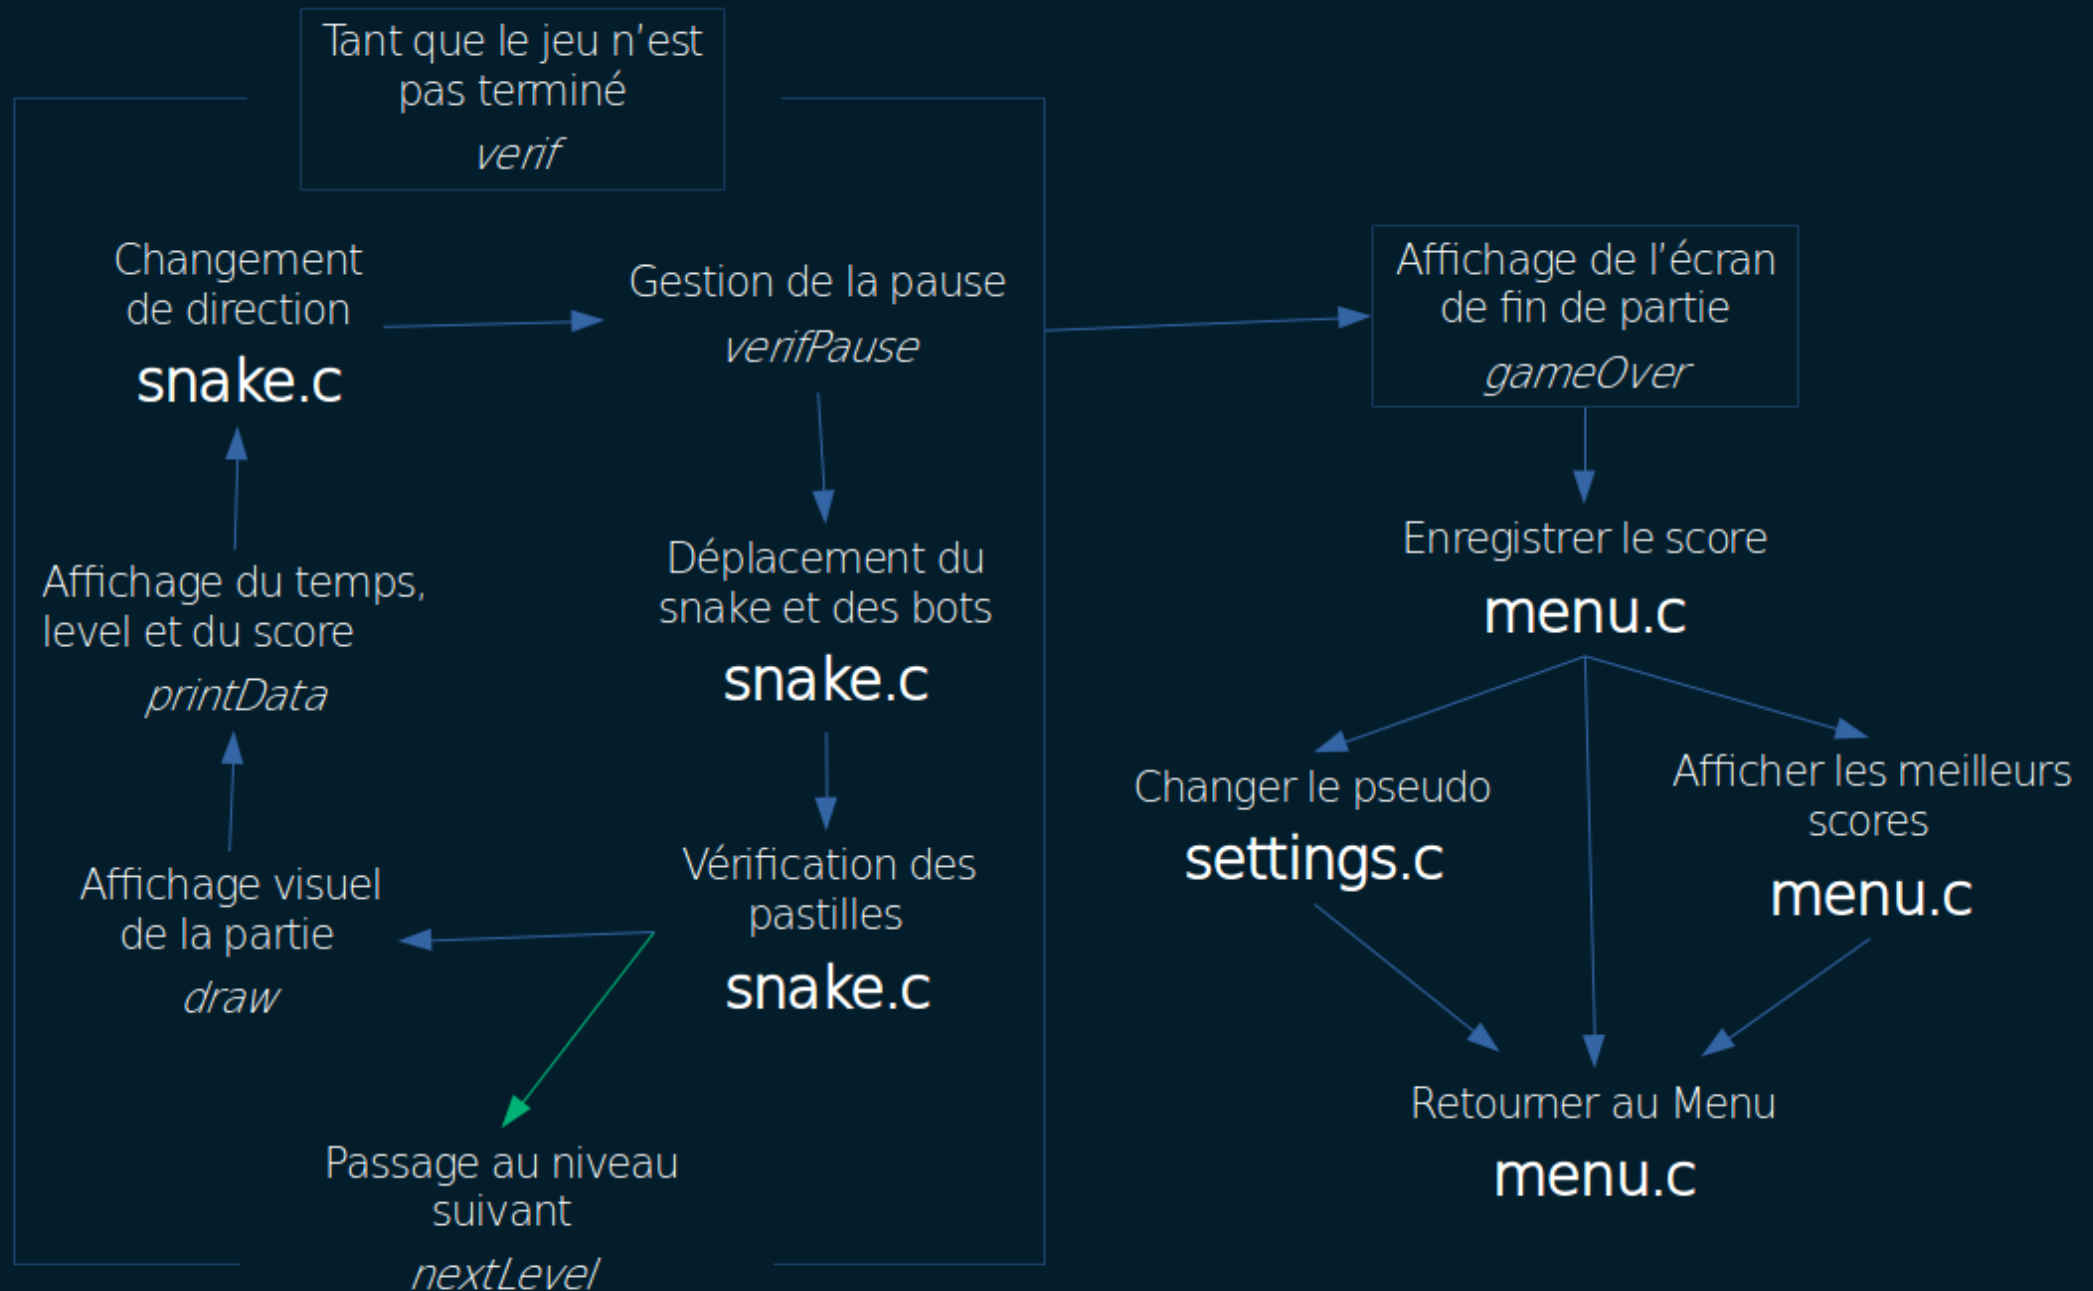 Tant que le jeu n'est
pas terminé
verif
Changement
de direction
snake.c
Gestion de la pause
verifPause
Déplacement du
snake et des bots
snake.c
Vérification des
pastilles
snake.c
Affichage du temps,
level et du score
printData
Affichage visuel
de la partie
draw
Passage au niveau
suivant
nextLevel
Affichage de l'écran
de fin de partie
gameOver
Enregistrer le score
menu.c
Changer le pseudo
settings.c
Afficher les meilleurs
scores
menu.c
Retourner au Menu
menu.c